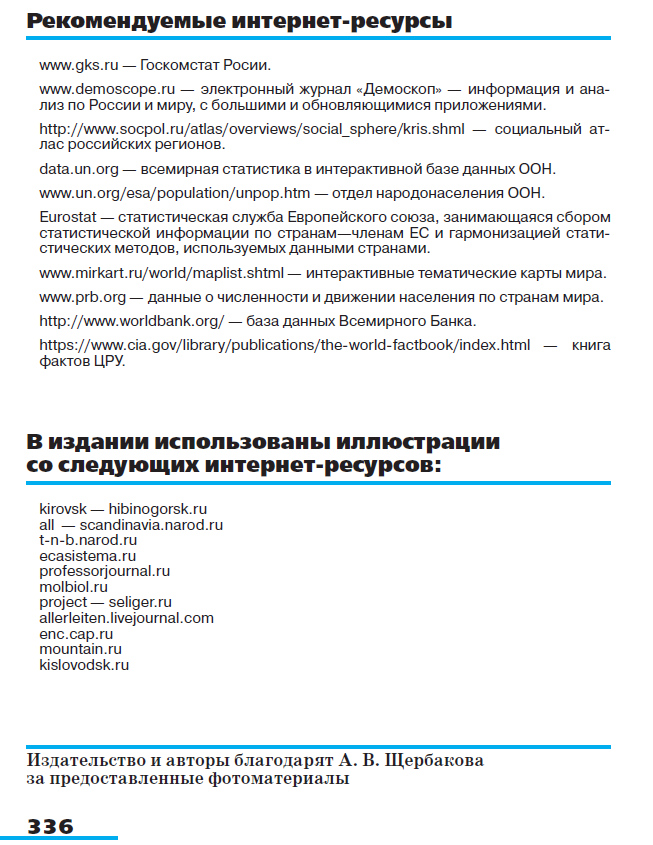 Рекомендуемые интернет-ресурсы
www.gks.ru — Госкомстат Росии.
www.demoscope.ru — электронный журнал «Демоскоп» — информация и ана-
лиз по России и миру, с большими и обновляющимися приложениями.
http://www.socpol.ru/atlas/overviews/social_sphere/kris.shml — социальный ат-
лас российских регионов.
data.un.org — всемирная статистика в интерактивной базе данных ООН.
www.un.org/esa/population/unpop.htm — отдел народонаселения ООН.
Eurostat — статистическая служба Европейского союза, занимающаяся сбором
статистической информации по странам—членам ЕС и гармонизацией стати-
стических методов, используемых данными странами.
www.mirkart.ru/world/maplist.shtml — интерактивные тематические карты мира.
www.prb.org — данные о численности и движении населения по странам мира.
http://www.worldbank.org/ — база данных Всемирного Банка.
https://www.cia.gov/library/publications/the-world-factbook/index.html — книга
фактов ЦРУ.
В издании использованы иллюстрации
со следующих интернет-ресурсов:
kirovsk — hibinogorsk.ru
all — scandinavia.narod.ru
t-n-b.narod.ru
ecasistema.ru
professorjournal.ru
molbiol.ru
project — seliger.ru
allerleiten.livejournal.com
enc.cap.ru
mountain.ru
kislovodsk.ru
Издательство и авторы благодарят А. В. Щербакова
за предоставленные фотоматериалы
336